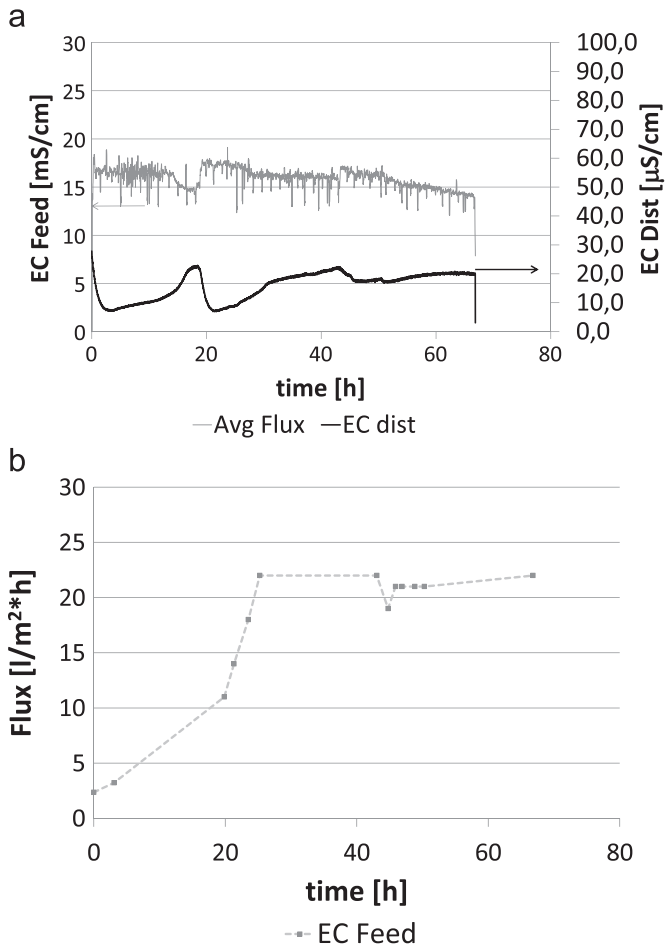 a
EC Feed [mS/cm]
30
25
20
15
10
5
0
0 20 40 60 80
time [h]
100,0
90,0
80,0
70,0
60,0
50,0
40,0
30,0
20,0
10,0
0,0
EC Dist [µS/cm]
Avg Flux EC dist
b
Flux [l/m²*h]
30
25
20
15
10
5
0
0 20 40 60 80
time [h]
EC Feed